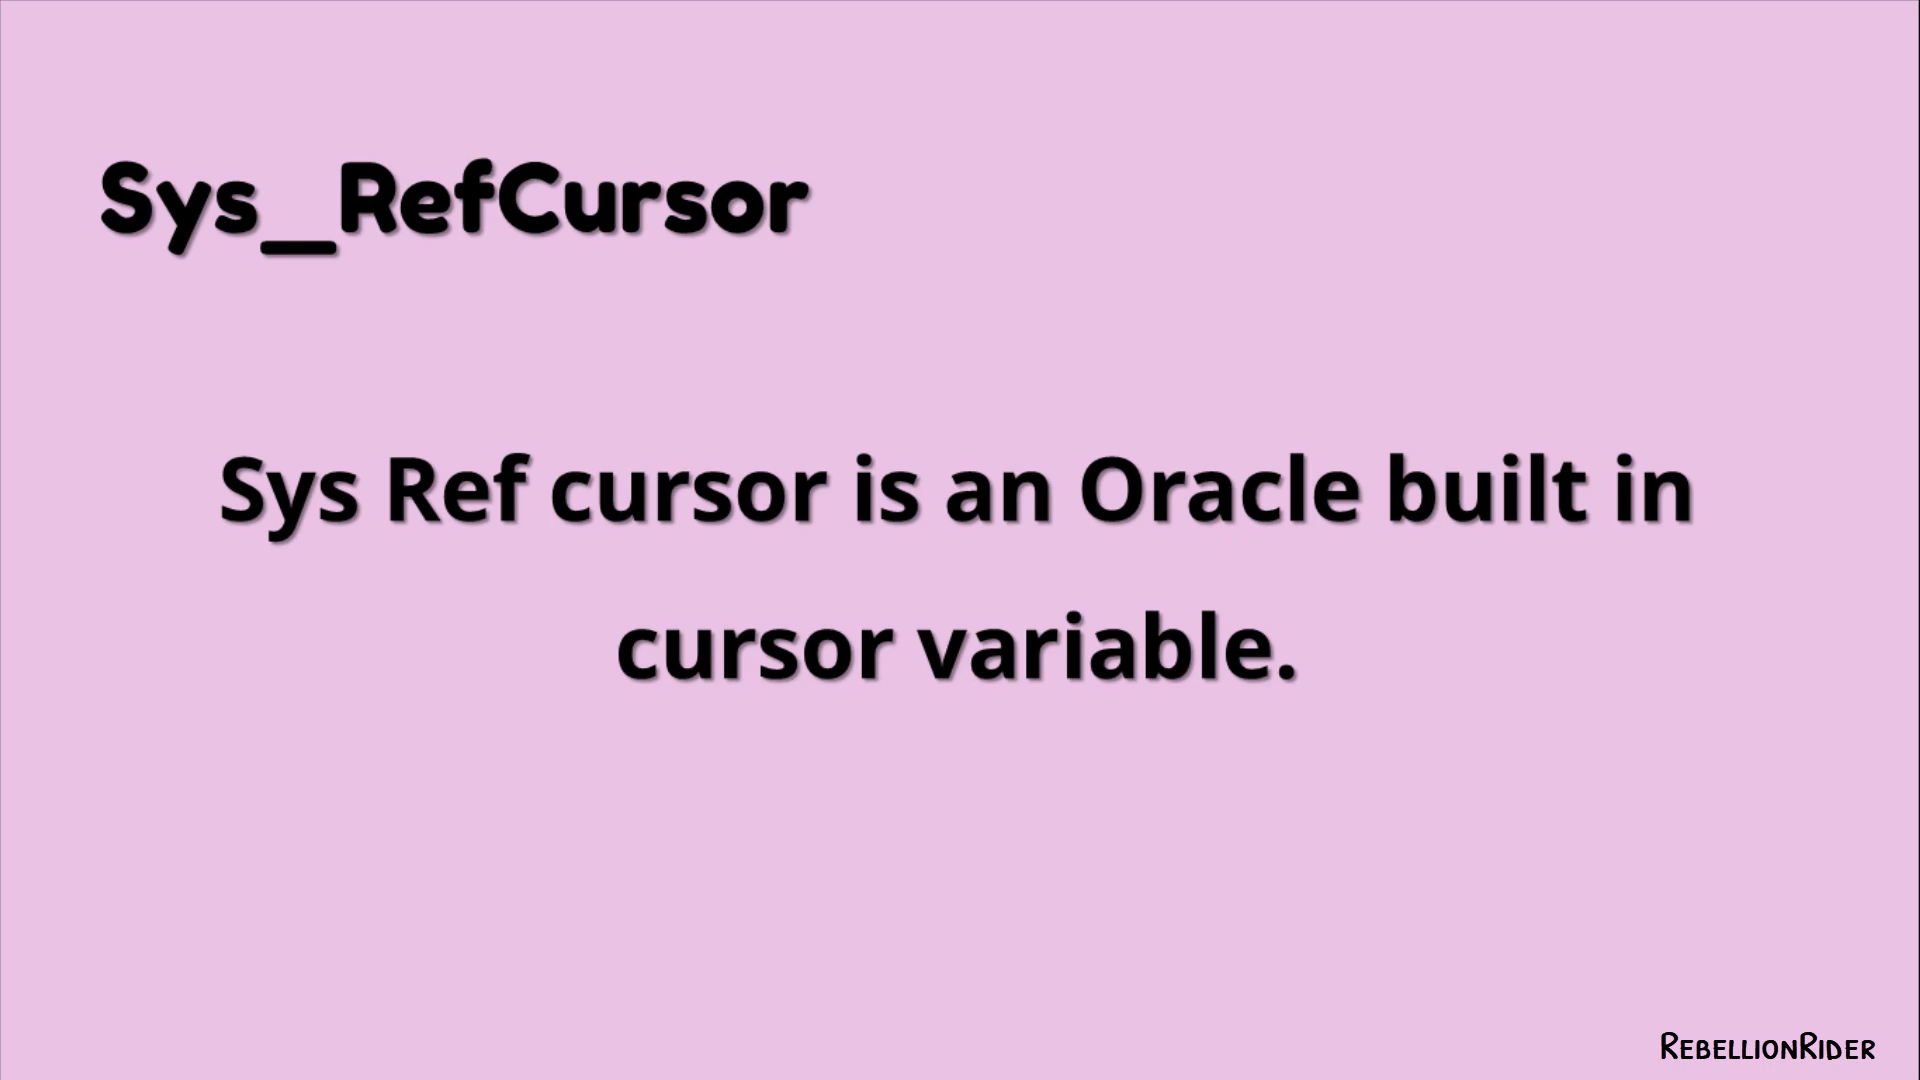 Sys_RefCursor
Sys Ref cursor is an Oracle built in
cursor variable.
RebellionRider